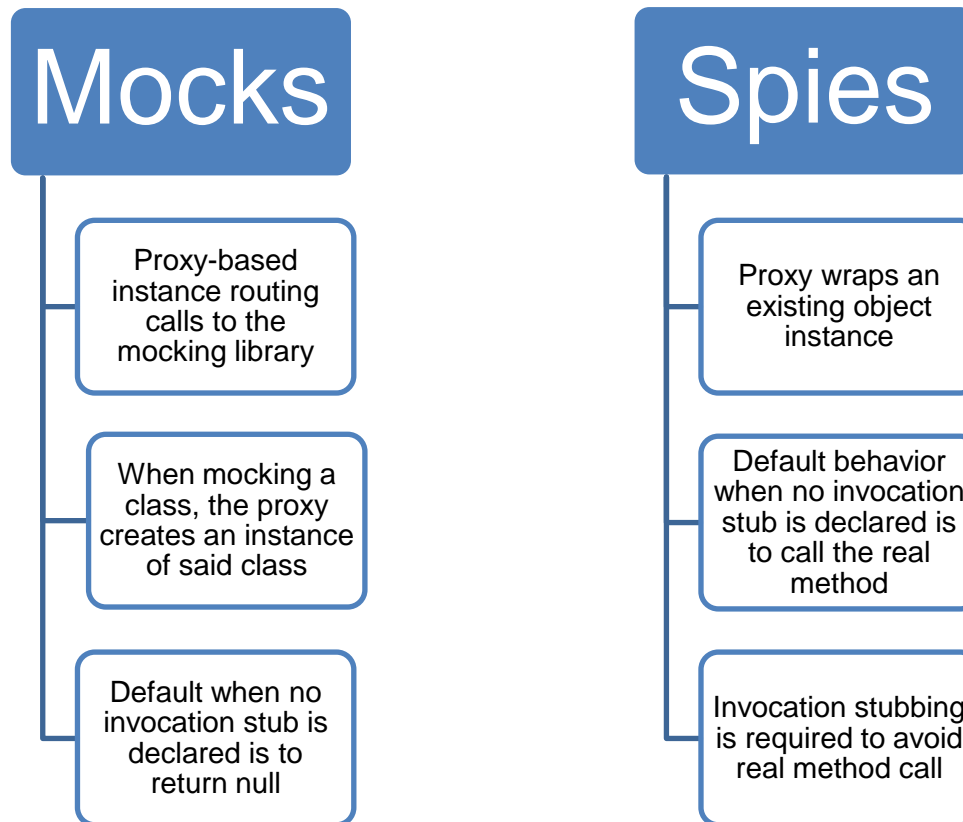 Mocks
Proxy-based
instance routing
calls to the
mocking library
When mocking a
class, the proxy
creates an instance
of said class
Default when no
invocation stub is
declared is to
return null
Spies
Proxy wraps an
existing object
instance
Default behavior
when no invocation
stub is declared is
to call the real
method
Invocation stubbing
is required to avoid
real method call